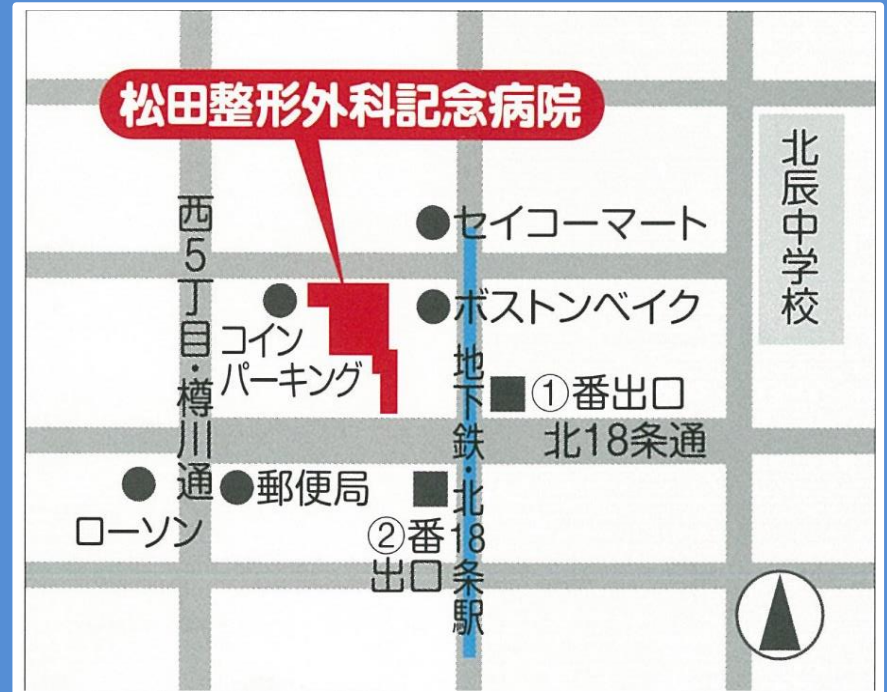 松田整形外科記念病院
西5丁目・樽川通
セイコーマート
北辰中学校
コイン
パーキング
ボストンベイク
地下鉄・北18条駅
①番出口
北18条通
ローソン
郵便局
②番
出口